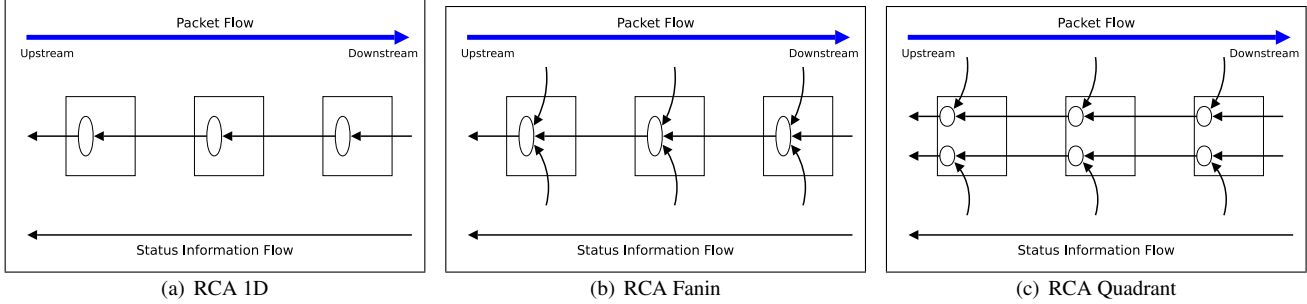 Packet Flow
Upstream Downstream
Status Information Flow
(a) RCA 1D
Packet Flow
Upstream Downstream
Status Information Flow
(b) RCA Fanin
Packet Flow
Upstream Downstream
Status Information Flow
(c) RCA Quadrant